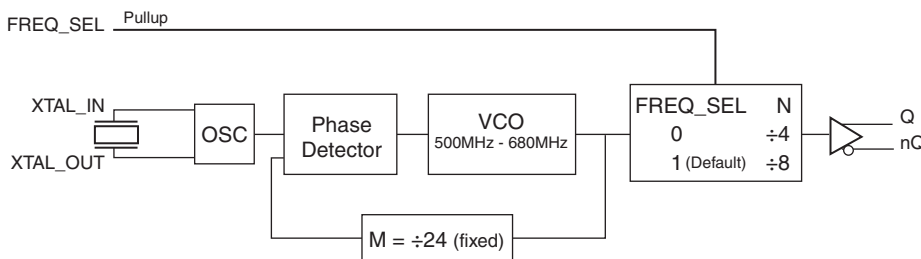 FREQ_SEL Pullup
XTAL_IN
XTAL_OUT
OSC
Phase
Detector
VCO
500MHz - 680MHz
M = ÷24 (fixed)
FREQ_SEL N
0 ÷4
1 (Default) ÷8
Q
nQ